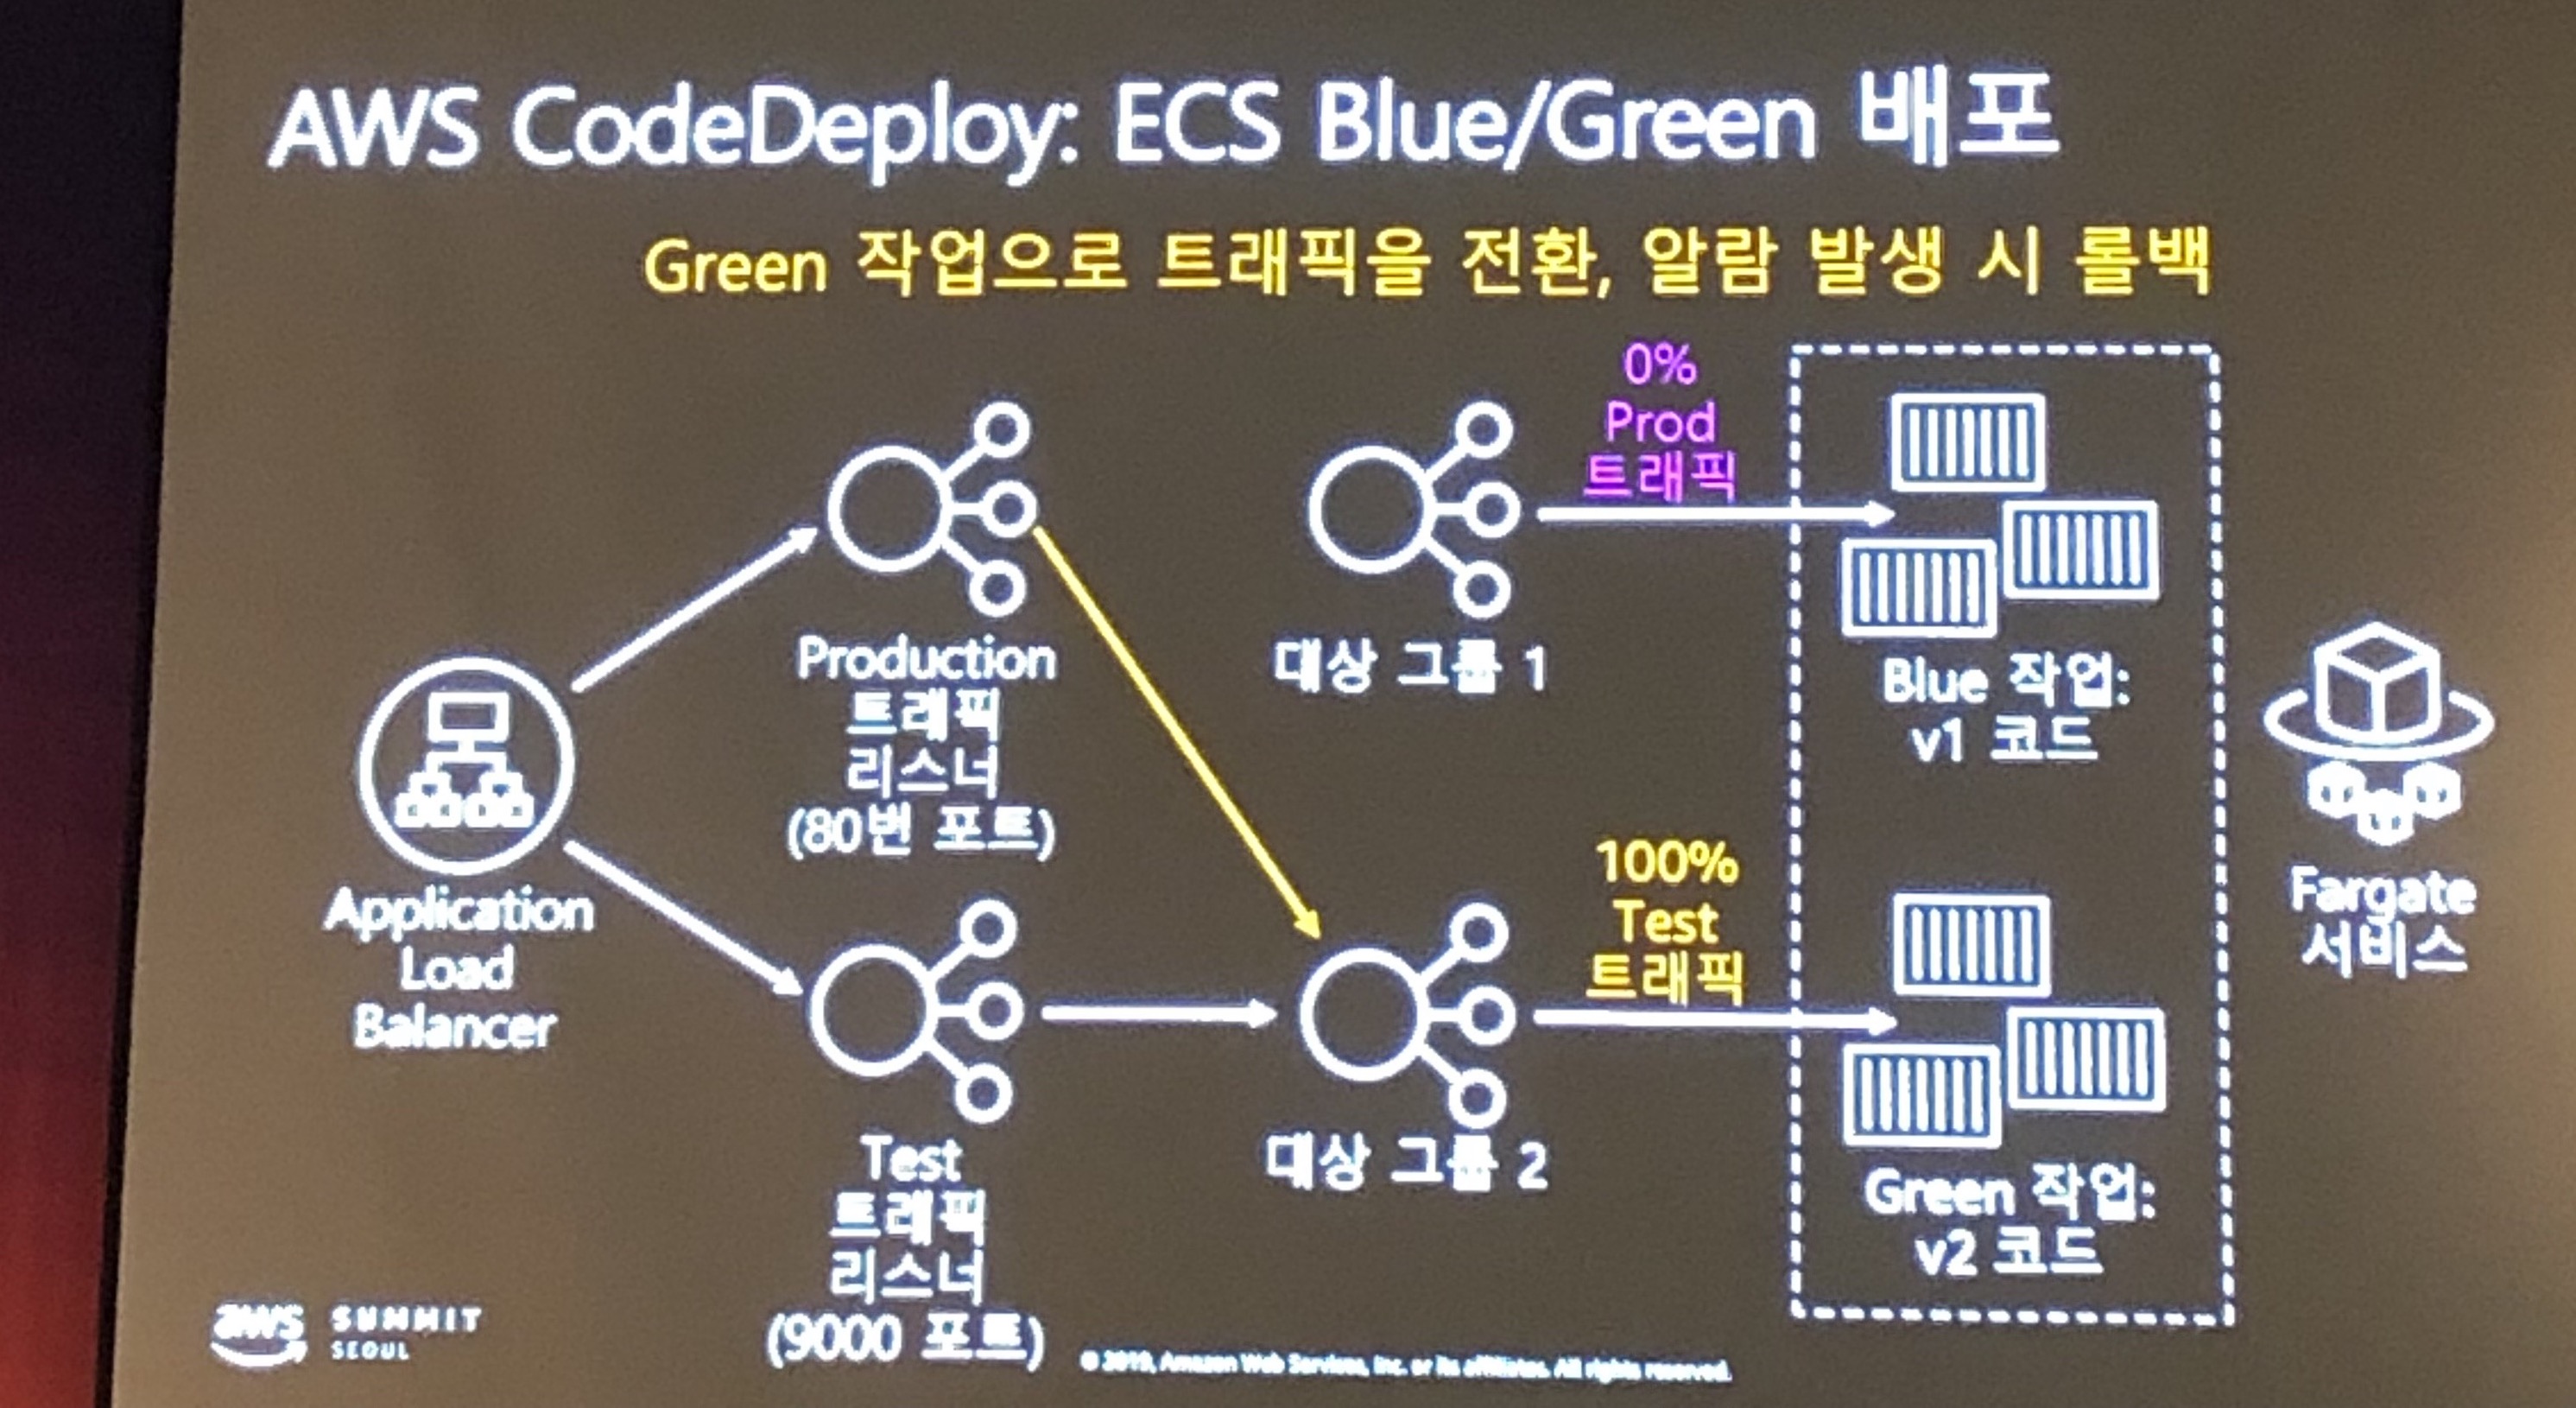 AWS CodeDeploy: ECS Blue/Green 배포
Green 작업으로 트래픽을 전환, 알람 발생 시 롤백
0%
Prod
트래픽
Production
트래픽
리스너
(80번 포트)
대상 그룹 1
Blue 작업:
v1 코드
Application
Load
Balancer
100%
Test
트래픽
Fargate
서비스
Test
트래픽
리스너
(9000 포트)
대상 그룹 2
Green 작업:
v2 코드
aws SUMMIT
SEOUL
© 2019, Amazon Web Services, Inc. or its affiliates. All rights reserved.